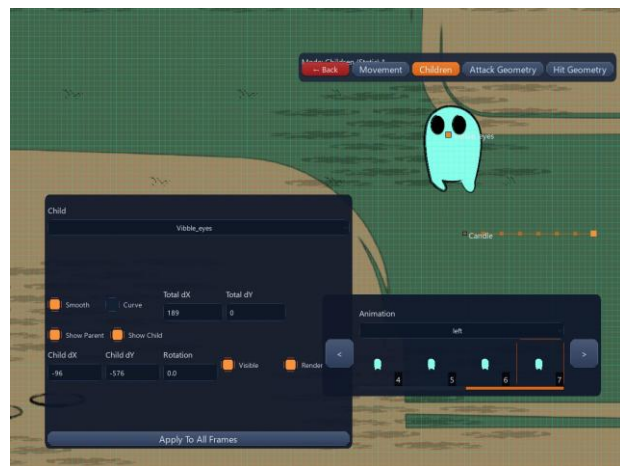 Mode: Children (Static) *
← Back Movement Children Attack Geometry Hit Geometry
eyes
Candle
Child
Vibble_eyes
Total dX Total dY
Smooth Curve 189 0
Show Parent Show Child
Child dX Child dY Rotation
-96 -576 0.0 Visible Render
Apply To All Frames
Animation
left
< 4 5 6 7 >